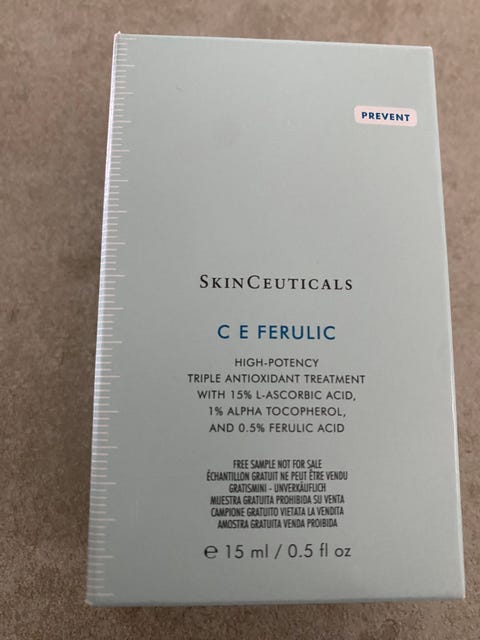 PREVENT
SKINCEUTICALS
C E FERULIC
HIGH-POTENCY
TRIPLE ANTIOXIDANT TREATMENT
WITH 15% L-ASCORBIC ACID,
1% ALPHA TOCOPHEROL,
AND 0.5% FERULIC ACID
FREE SAMPLE NOT FOR SALE
ÉCHANTILLON GRATUIT NE PEUT ÊTRE VENDU
GRATISMINI - UNVERKÄUFLICH
MUESTRA GRATUITA PROHIBIDA SU VENTA
CAMPIONE GRATUITO VIETATA LA VENDITA
AMOSTRA GRATUITA VENDA PROIBIDA
℮ 15 ml / 0.5 fl oz